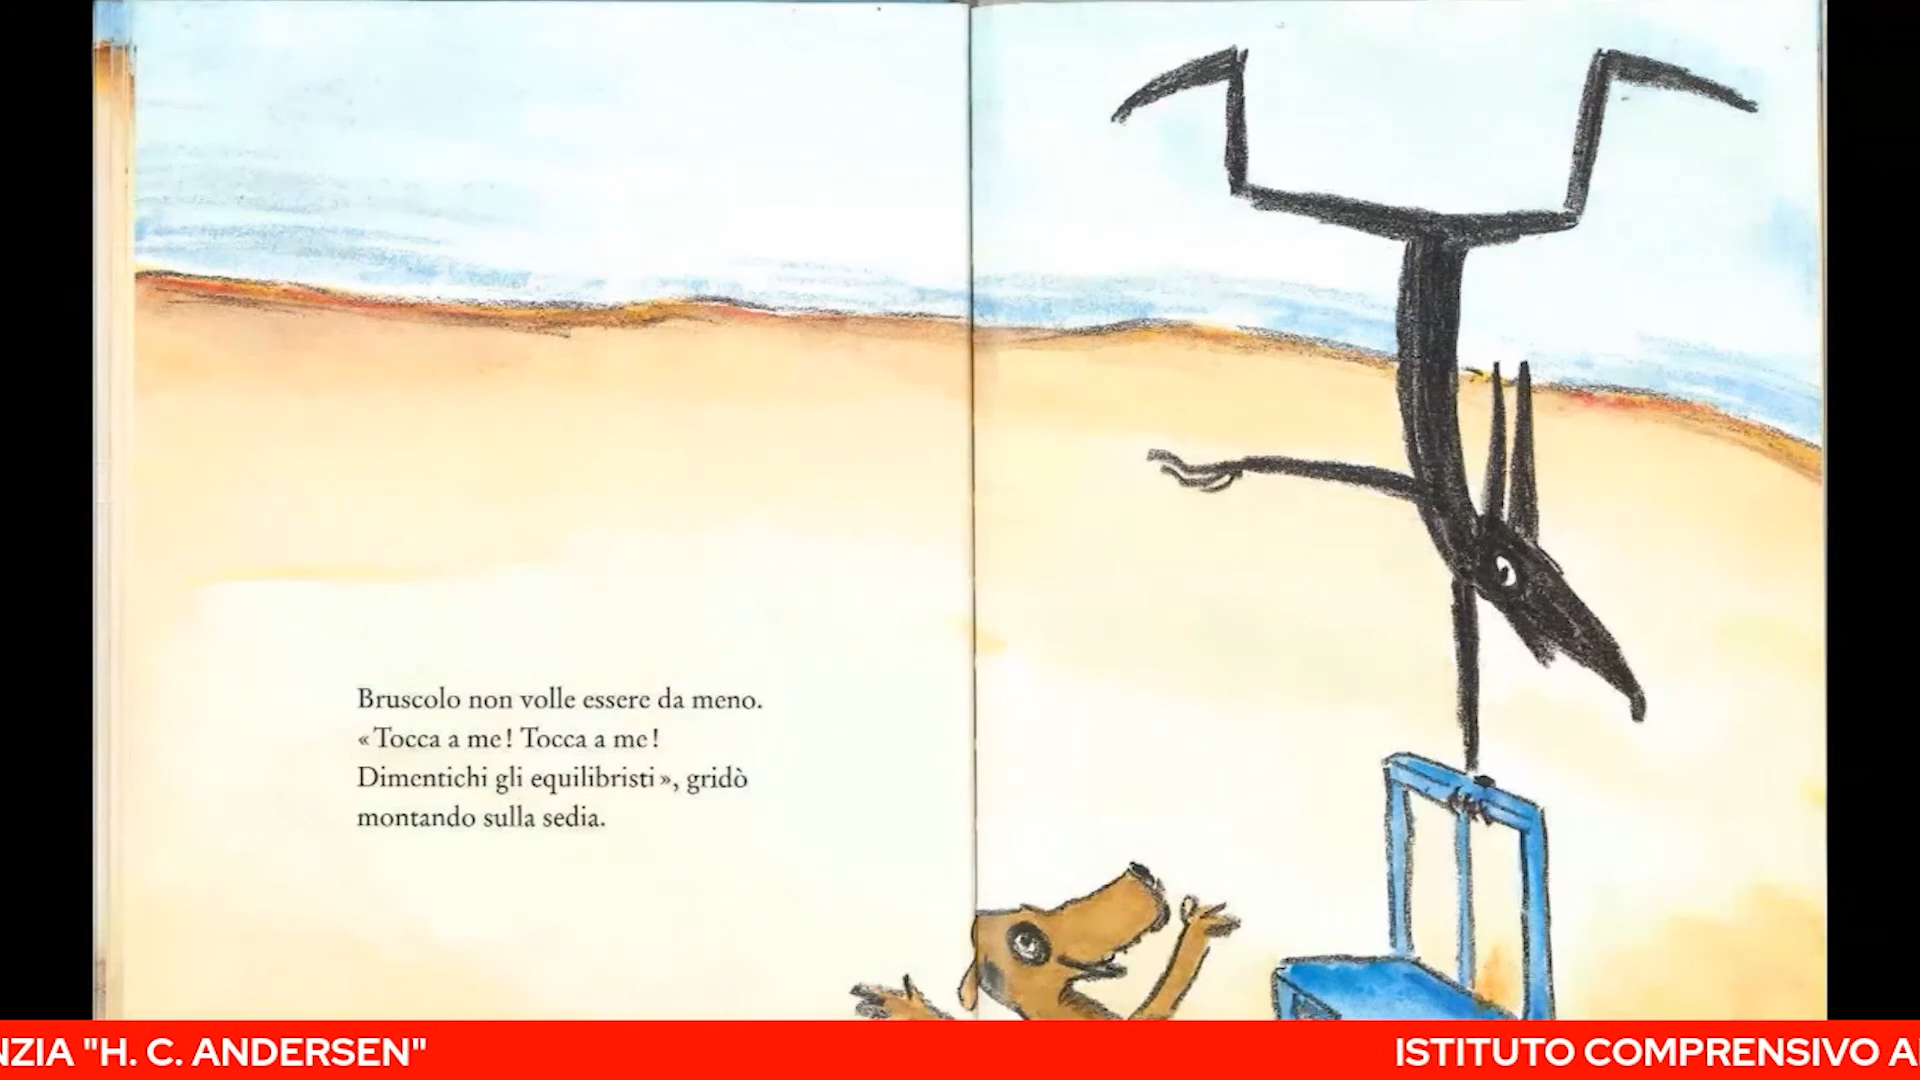 Bruscolo non volle essere da meno.
«Tocca a me! Tocca a me!
Dimentichi gli equilibristi», gridò
montando sulla sedia.
"H. C. ANDERSEN"
ISTITUTO COMPRENSIVO